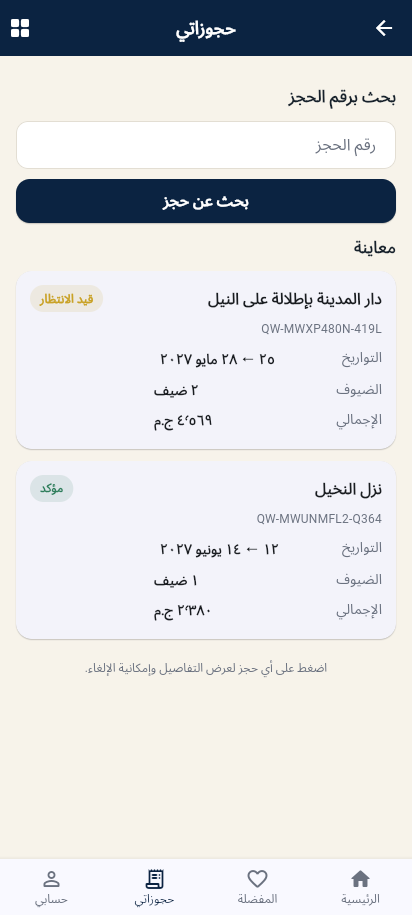 حجوزاتي
بحث برقم الحجز
رقم الحجز
بحث عن حجز
معاينة
دار المدينة بإطلالة على النيل
قيد الانتظار
QW-MWXP480N-419L
التواريخ ٢٥ ← ٢٨ مايو ٢٠٢٧
الضيوف ٢ ضيف
الإجمالي ٤٬٥٦٩ ج.م
نزل النخيل
مؤكد
QW-MWUNMFL2-Q364
التواريخ ١٢ ← ١٤ يونيو ٢٠٢٧
الضيوف ١ ضيف
الإجمالي ٢٬٣٨٠ ج.م
اضغط على أي حجز لعرض التفاصيل وإمكانية الإلغاء.
الرئيسية
المفضلة
حجوزاتي
حسابي